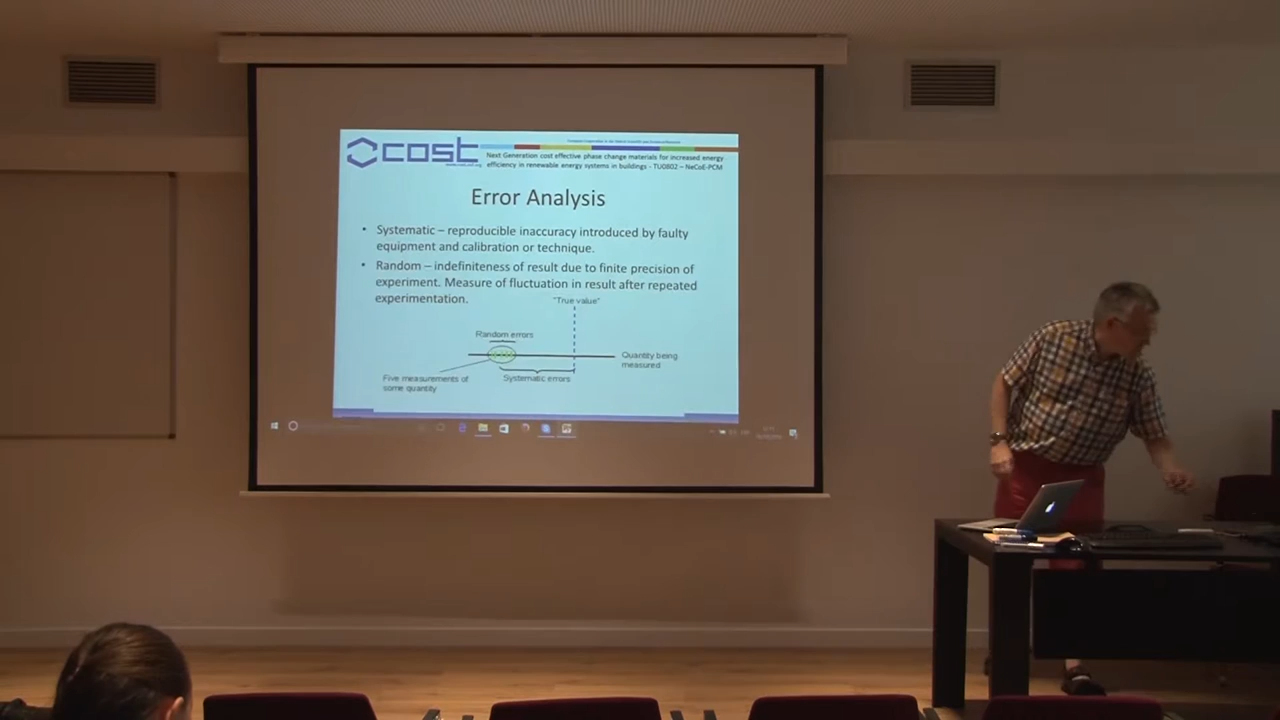 cost
Next Generation cost effective phase change materials for increased energy
efficiency in renewable energy systems in buildings - TU0802 – NeCoE-PCM
Error Analysis
• Systematic – reproducible inaccuracy introduced by faulty
equipment and calibration or technique.
• Random – indefiniteness of result due to finite precision of
experiment. Measure of fluctuation in result after repeated
experimentation.
"True value"
Random errors
Quantity being
measured
Five measurements of
some quantity
Systematic errors